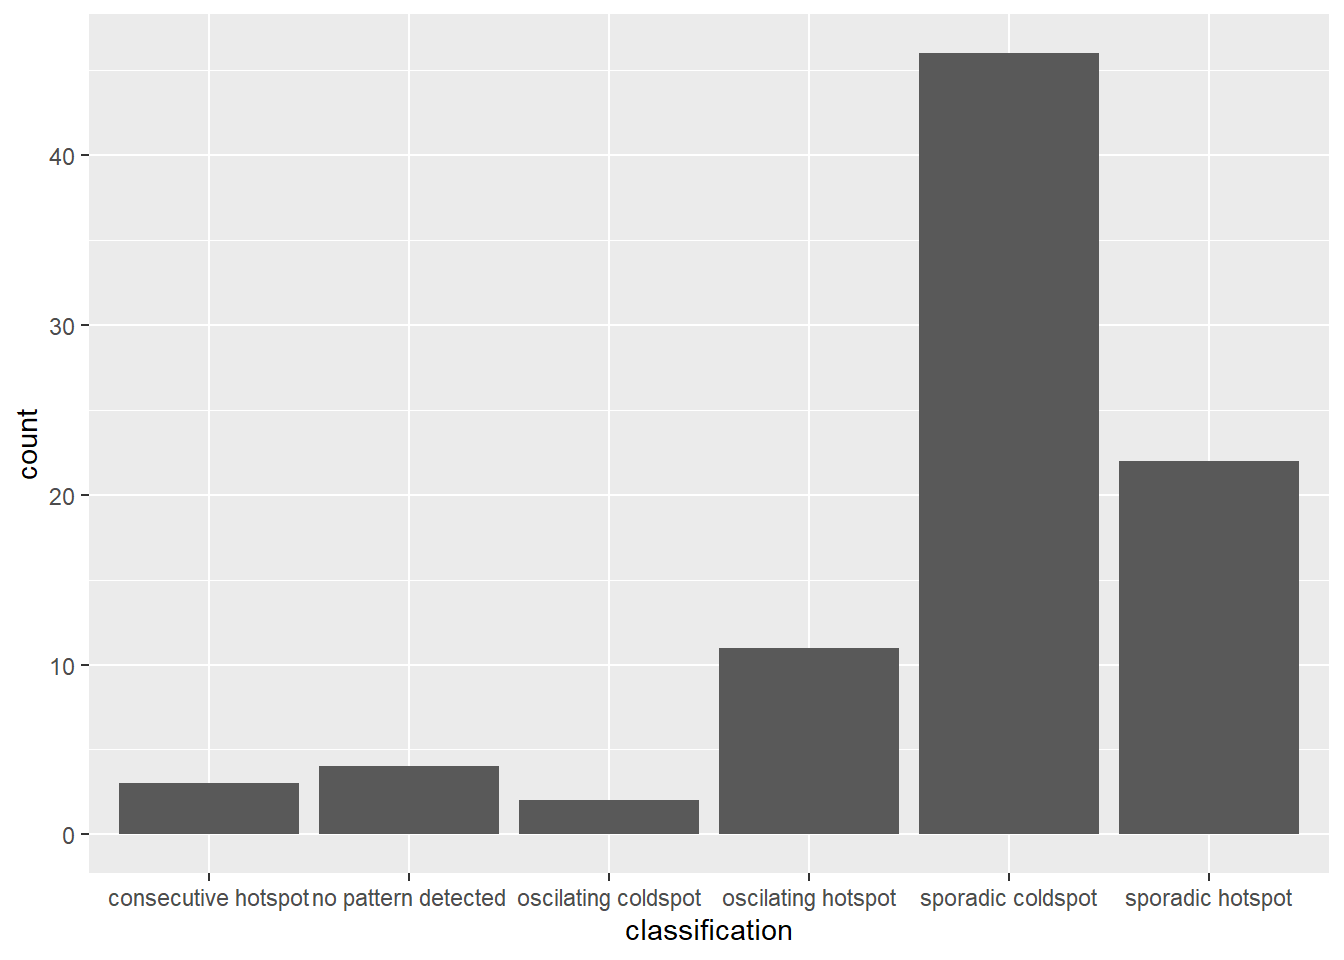 count
40
30
20
10
0
consecutive hotspot no pattern detected oscilating coldspot oscilating hotspot sporadic coldspot sporadic hotspot
classification